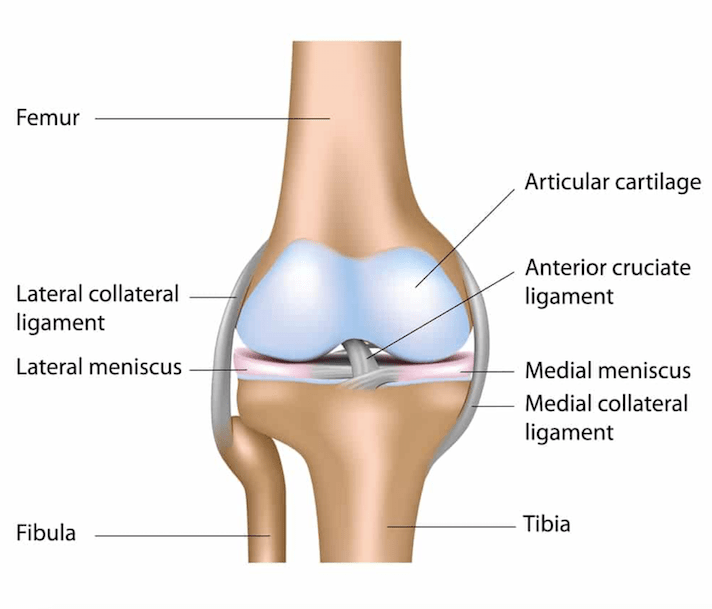 Femur
Articular cartilage
Anterior cruciate
ligament
Lateral collateral
ligament
Lateral meniscus
Medial meniscus
Medial collateral
ligament
Fibula
Tibia